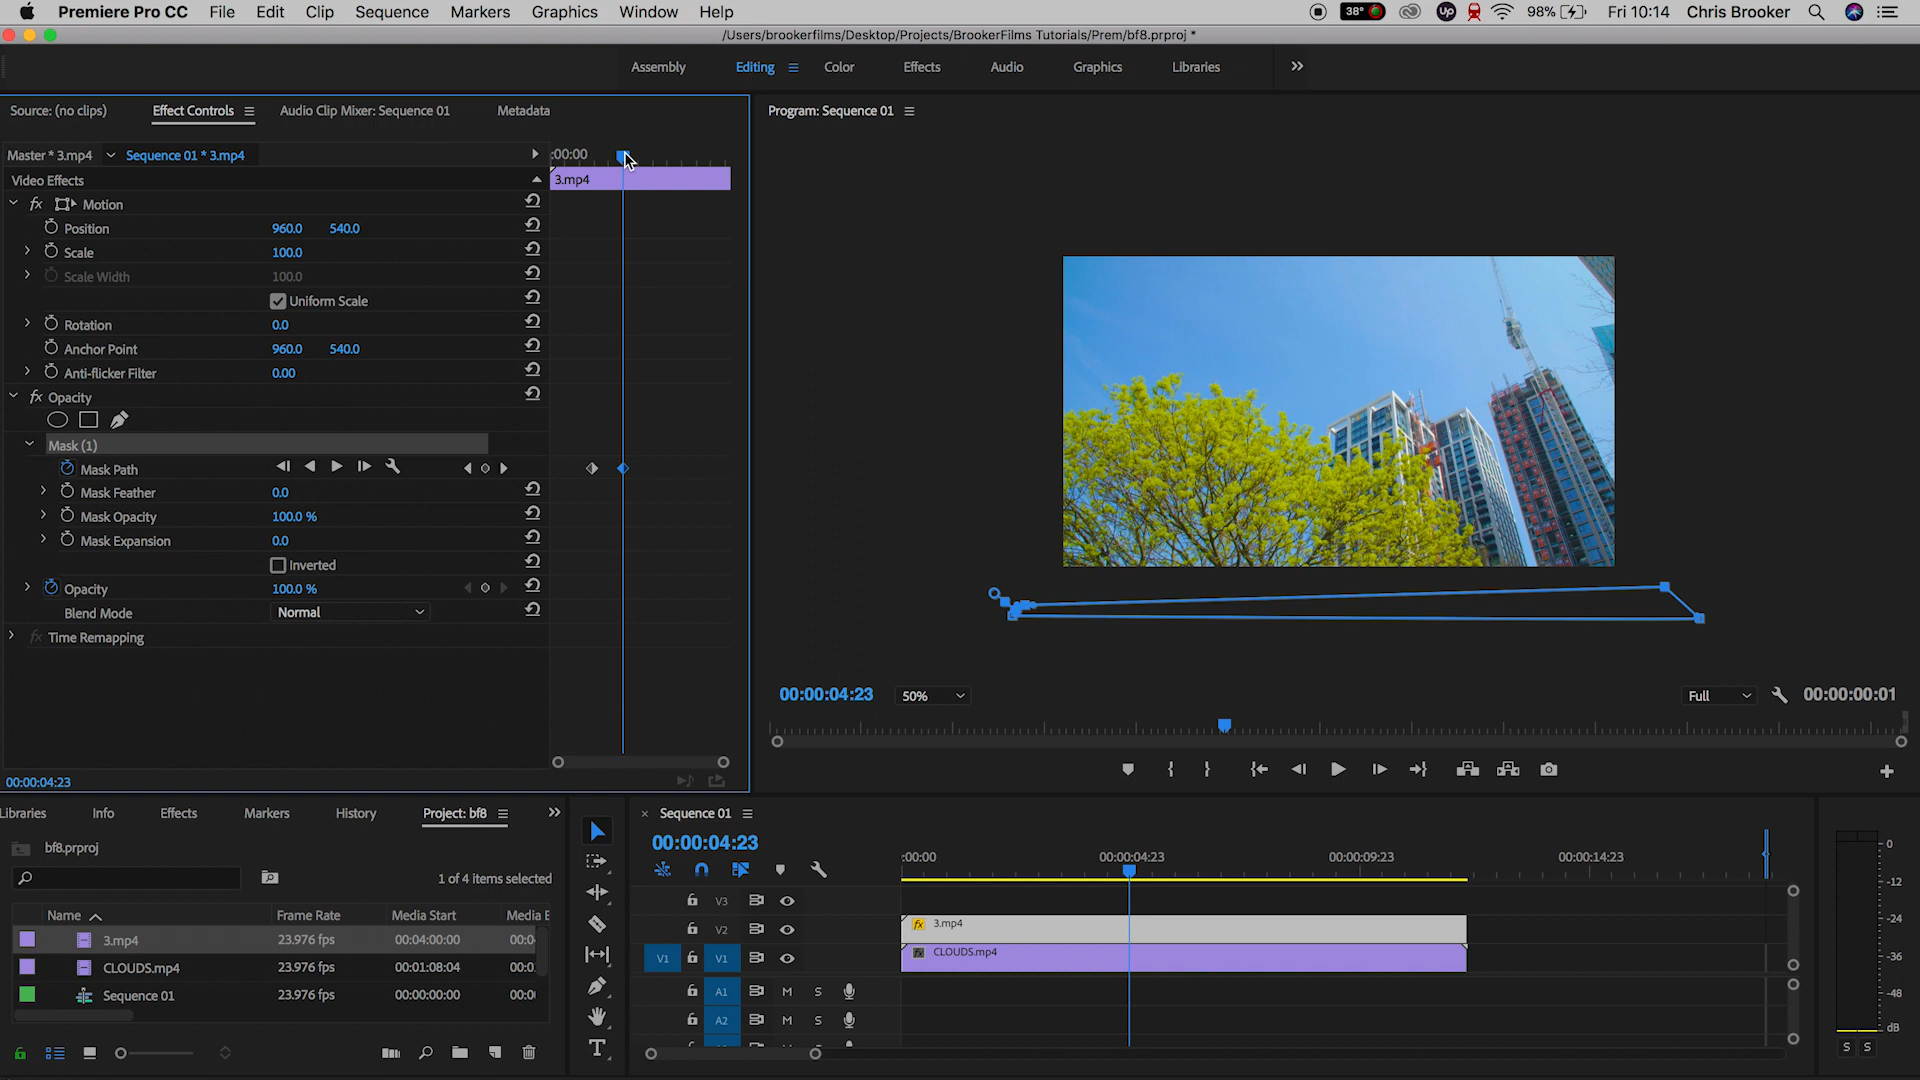 Premiere Pro CC File Edit Clip Sequence Markers Graphics Window Help 38° Up 98% Fri 10:14 Chris Brooker
/Users/brookerfilms/Desktop/Projects/BrookerFilms Tutorials/Prem/bf8.prproj *
Assembly Editing Color Effects Audio Graphics Libraries
Source: (no clips) Effect Controls Audio Clip Mixer: Sequence 01 Metadata
Program: Sequence 01
Master * 3.mp4 Sequence 01 * 3.mp4 :00:00
Video Effects 3.mp4
fx Motion
Position 960.0 540.0
Scale 100.0
Scale Width 100.0
Uniform Scale
Rotation 0.0
Anchor Point 960.0 540.0
Anti-flicker Filter 0.00
fx Opacity
Mask (1)
Mask Path
Mask Feather 0.0
Mask Opacity 100.0 %
Mask Expansion 0.0
Inverted
Opacity 100.0 %
Blend Mode Normal
fx Time Remapping
00:00:04:23 50% Full 00:00:00:01
00:00:04:23
Libraries Info Effects Markers History Project: bf8
bf8.prproj
1 of 4 items selected
Name Frame Rate Media Start Media E
3.mp4 23.976 fps 00:04:00:00 00:0
CLOUDS.mp4 23.976 fps 00:01:08:04 00:0
Sequence 01 23.976 fps 00:00:00:00 00:0
T
Sequence 01
00:00:04:23
:00:00 00:00:04:23 00:00:09:23 00:00:14:23
V3
V2 fx 3.mp4
V1 V1 fx CLOUDS.mp4
A1 M S
A2 M S
0
-12
-24
-36
-48
dB
S S